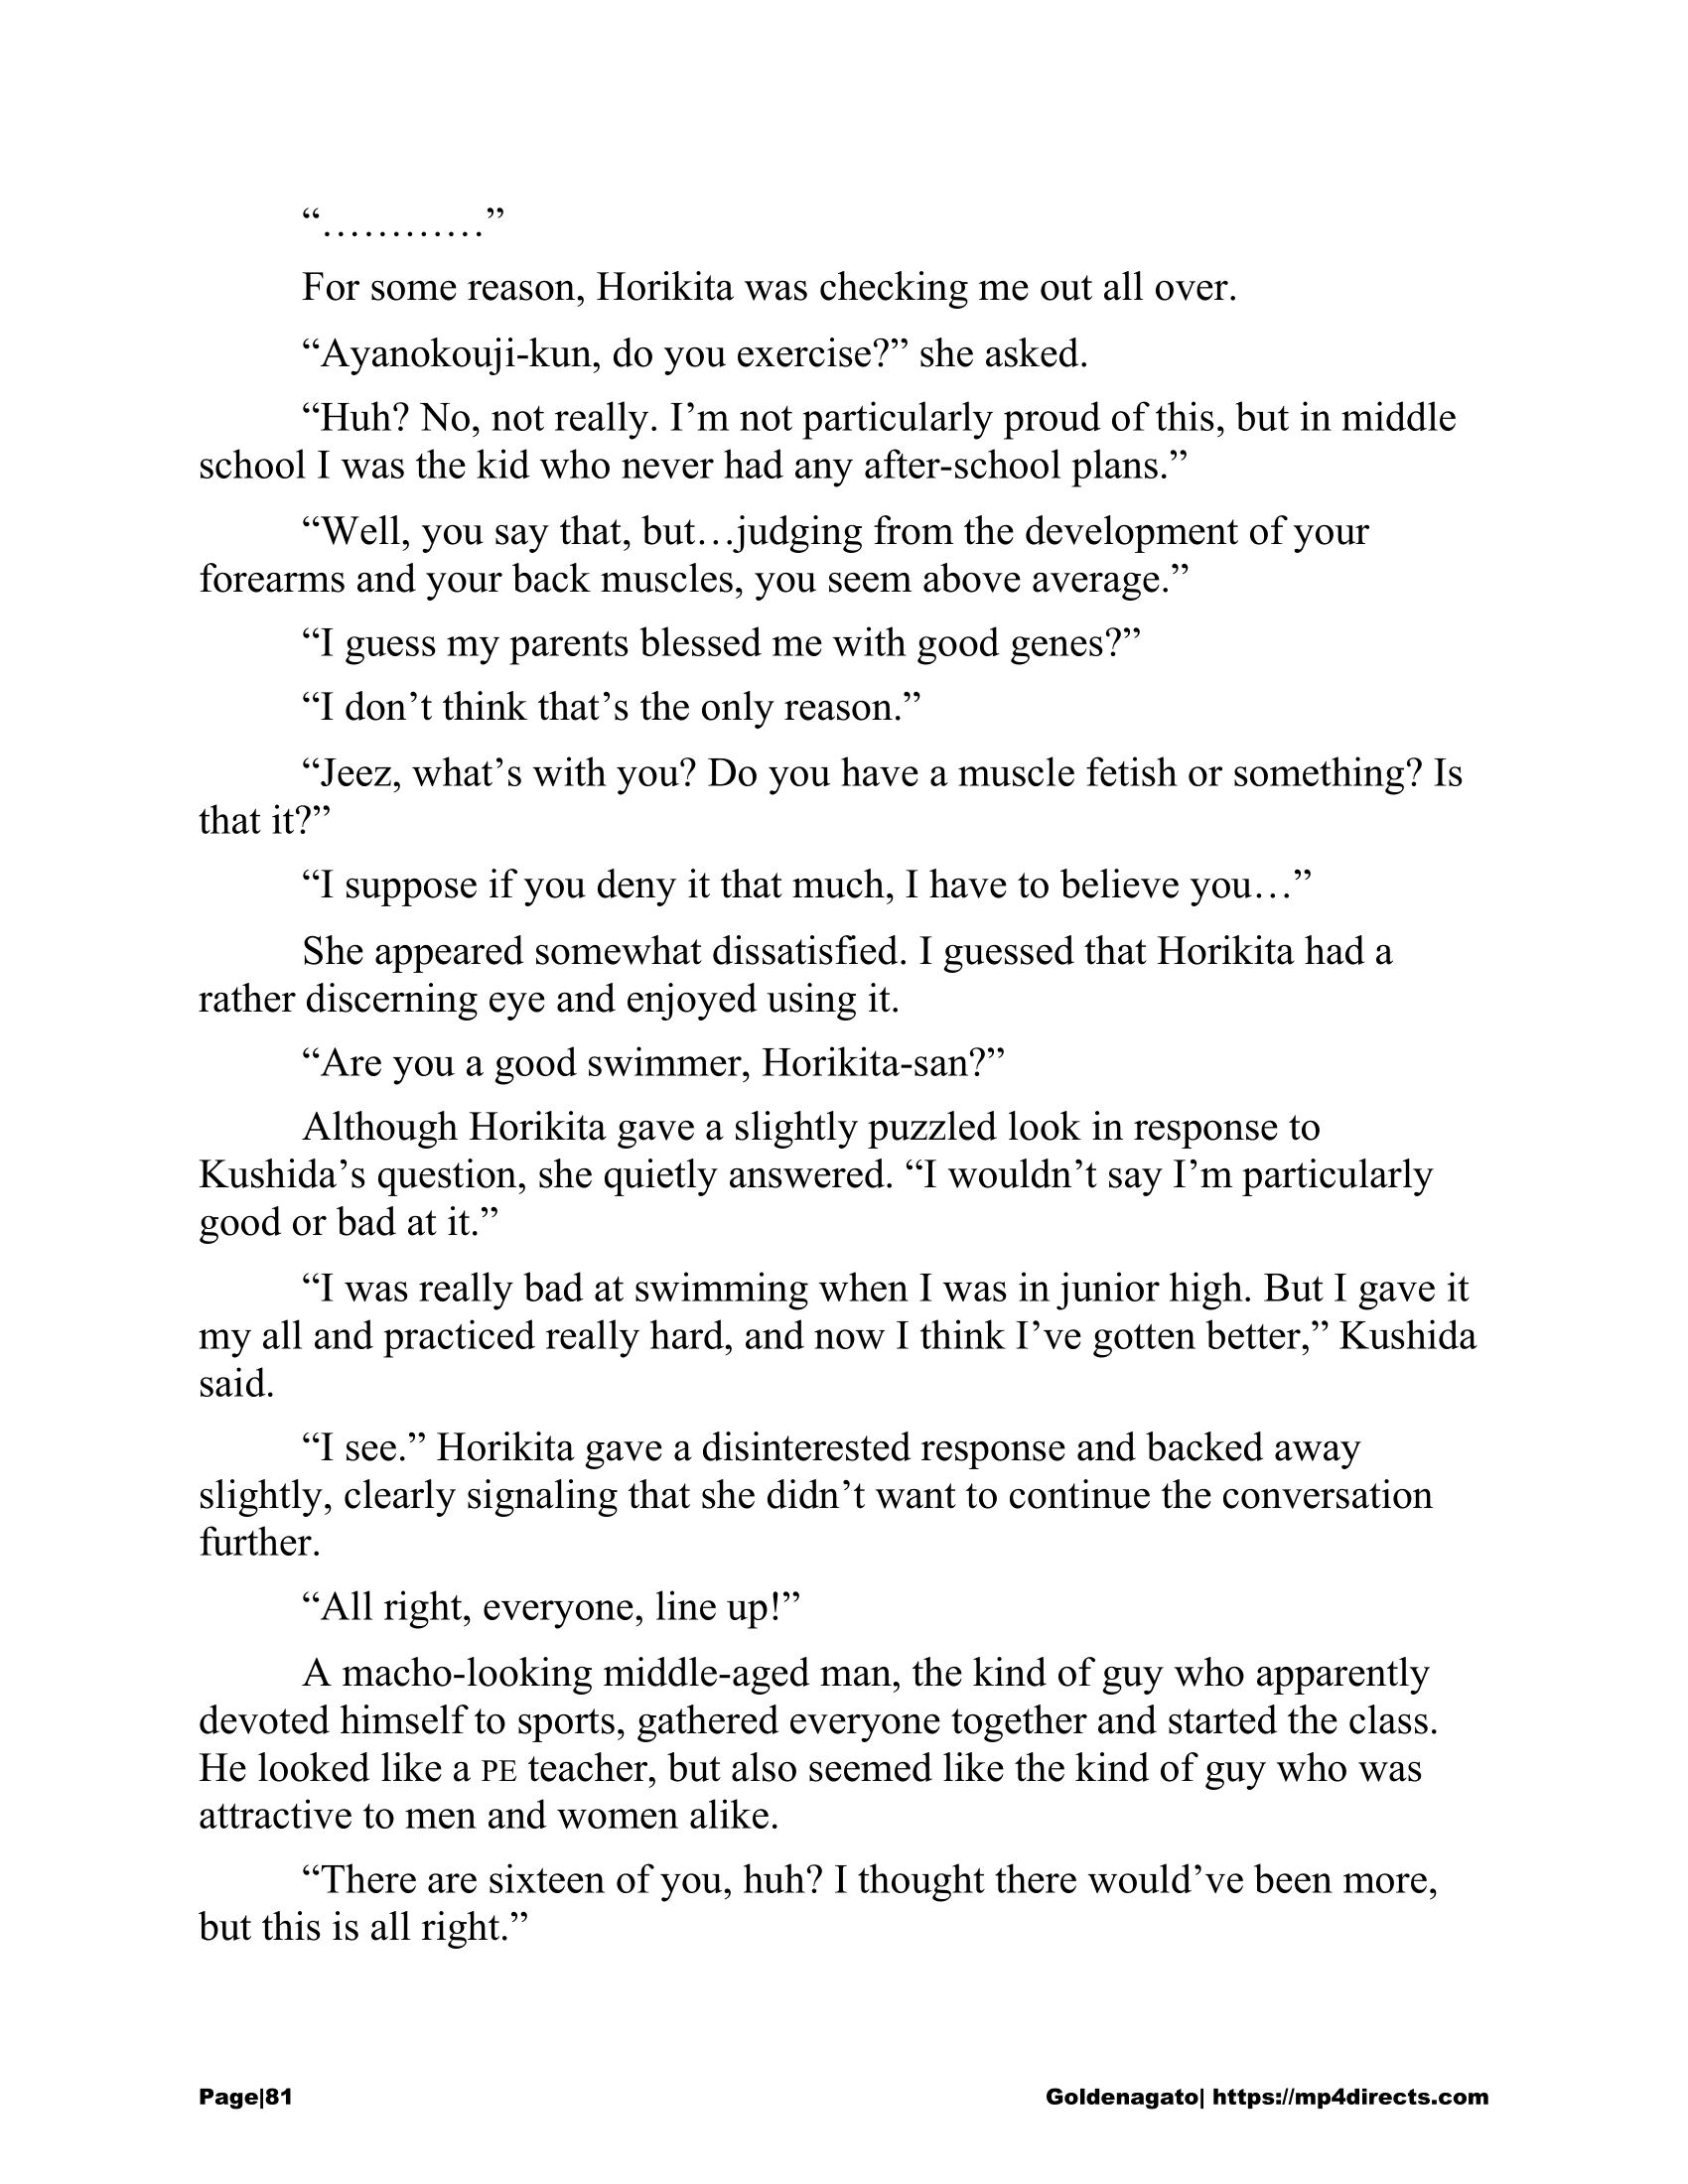 “…………”
For some reason, Horikita was checking me out all over.
“Ayanokouji-kun, do you exercise?” she asked.
“Huh? No, not really. I’m not particularly proud of this, but in middle
school I was the kid who never had any after-school plans.”
“Well, you say that, but…judging from the development of your
forearms and your back muscles, you seem above average.”
“I guess my parents blessed me with good genes?”
“I don’t think that’s the only reason.”
“Jeez, what’s with you? Do you have a muscle fetish or something? Is
that it?”
“I suppose if you deny it that much, I have to believe you…”
She appeared somewhat dissatisfied. I guessed that Horikita had a
rather discerning eye and enjoyed using it.
“Are you a good swimmer, Horikita-san?”
Although Horikita gave a slightly puzzled look in response to
Kushida’s question, she quietly answered. “I wouldn’t say I’m particularly
good or bad at it.”
“I was really bad at swimming when I was in junior high. But I gave it
my all and practiced really hard, and now I think I’ve gotten better,” Kushida
said.
“I see.” Horikita gave a disinterested response and backed away
slightly, clearly signaling that she didn’t want to continue the conversation
further.
“All right, everyone, line up!”
A macho-looking middle-aged man, the kind of guy who apparently
devoted himself to sports, gathered everyone together and started the class.
He looked like a PE teacher, but also seemed like the kind of guy who was
attractive to men and women alike.
“There are sixteen of you, huh? I thought there would’ve been more,
but this is all right.”
Page|81 Goldenagato| https://mp4directs.com